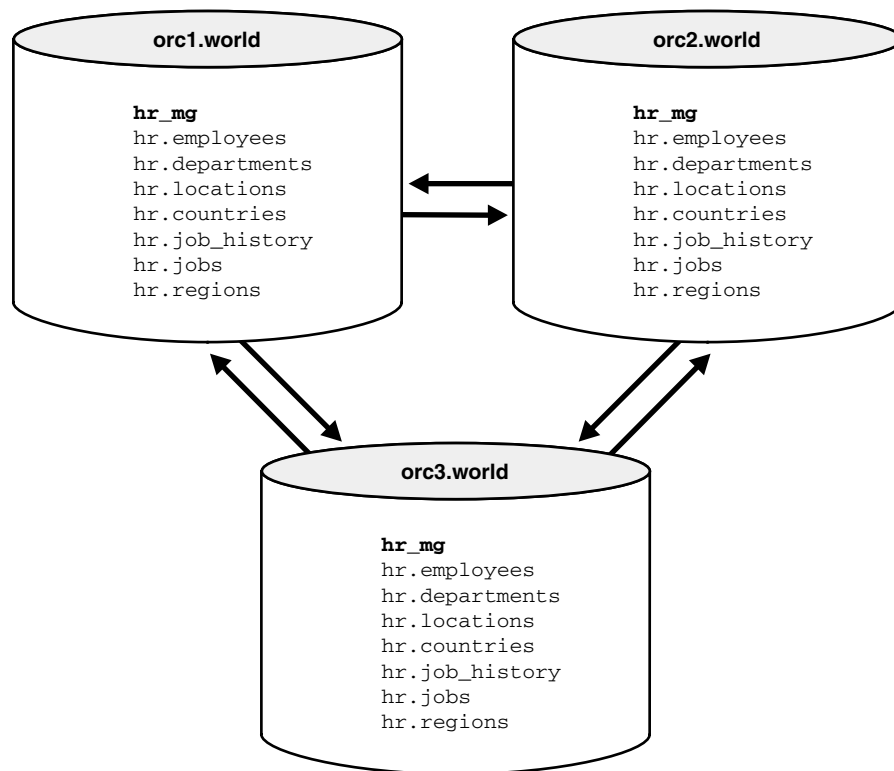 orc1.world
hr_mg
hr.employees
hr.departments
hr.locations
hr.countries
hr.job_history
hr.jobs
hr.regions
orc2.world
hr_mg
hr.employees
hr.departments
hr.locations
hr.countries
hr.job_history
hr.jobs
hr.regions
orc3.world
hr_mg
hr.employees
hr.departments
hr.locations
hr.countries
hr.job_history
hr.jobs
hr.regions